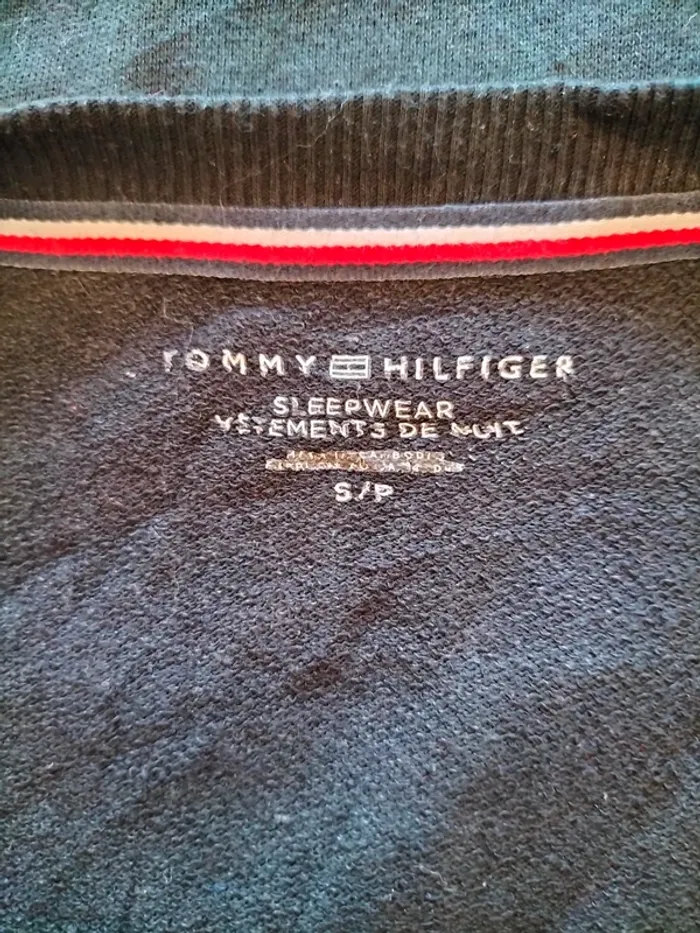 TOMMY HILFIGER
SLEEPWEAR
VÊTEMENTS DE NUIT
S/P